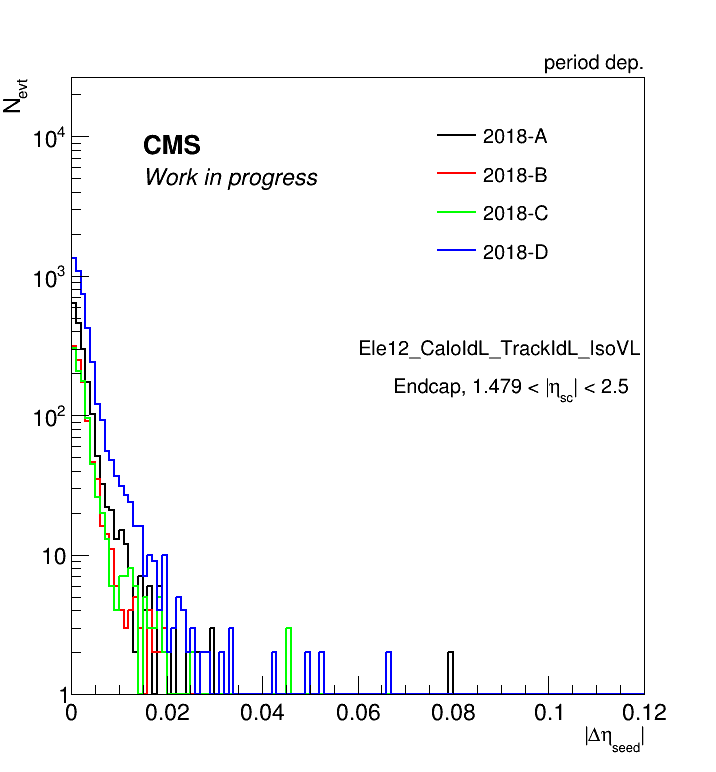 period dep.
N_evt
CMS
Work in progress
2018-A
2018-B
2018-C
2018-D
Ele12_CaloIdL_TrackIdL_IsoVL
Endcap, 1.479 < |η_sc| < 2.5
10^4
10^3
10^2
10
1
0 0.02 0.04 0.06 0.08 0.1 0.12
|Δη_seed|